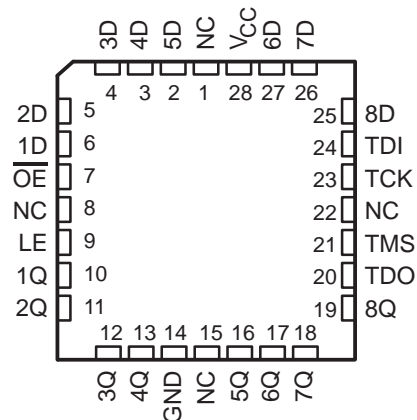 3D 4D 5D NC VCC 6D 7D
4 3 2 1 28 27 26
2D 5 25 8D
1D 6 24 TDI
OE 7 23 TCK
NC 8 22 NC
LE 9 21 TMS
1Q 10 20 TDO
2Q 11 19 8Q
12 13 14 15 16 17 18
3Q 4Q GND NC 5Q 6Q 7Q